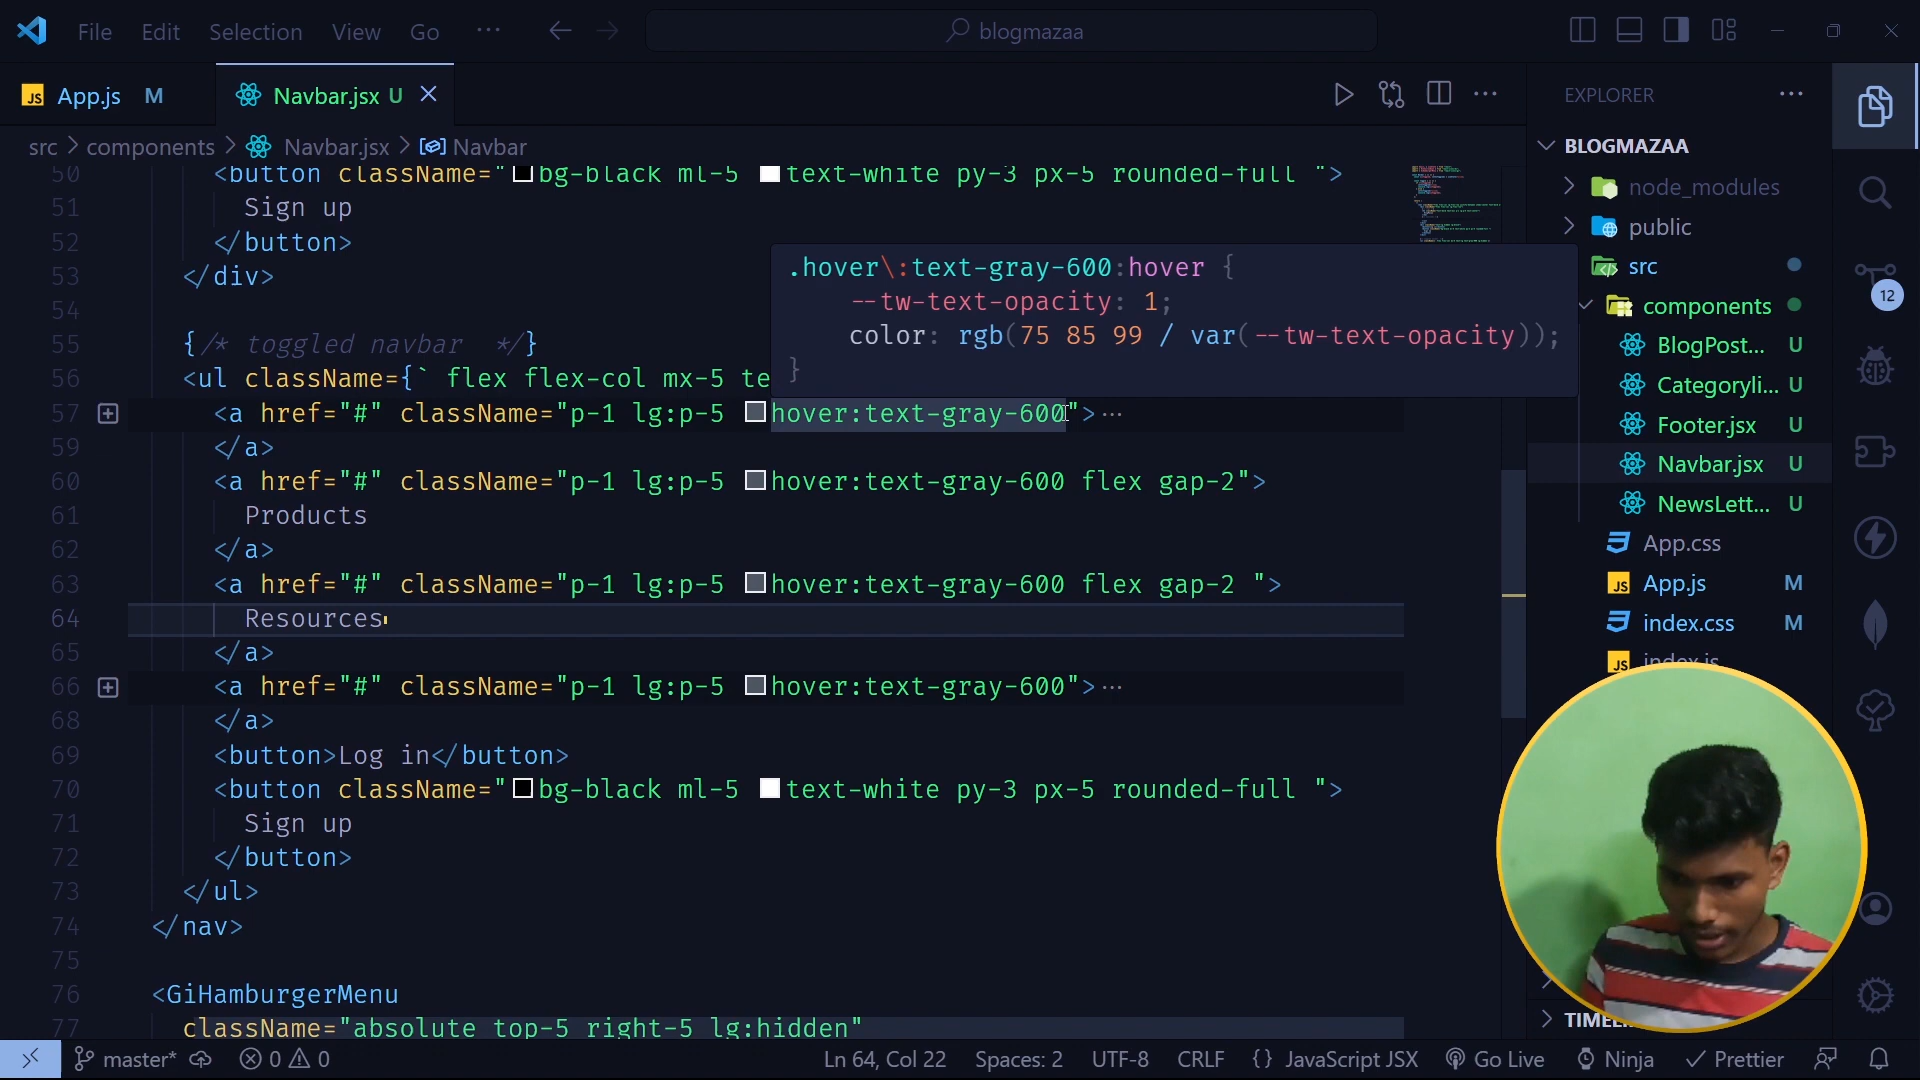 File Edit Selection View Go ··· blogmazaa
JS App.js M Navbar.jsx U
EXPLORER ···
src > components > Navbar.jsx > Navbar
50 <button className="bg-black ml-5 text-white py-3 px-5 rounded-full ">
51 Sign up
52 </button>
53 </div>
54
55 {/* toggled navbar */}
56 <ul className={` flex flex-col mx-5 te
57 <a href="#" className="p-1 lg:p-5 hover:text-gray-600">···
59 </a>
60 <a href="#" className="p-1 lg:p-5 hover:text-gray-600 flex gap-2">
61 Products
62 </a>
63 <a href="#" className="p-1 lg:p-5 hover:text-gray-600 flex gap-2 ">
64 Resources
65 </a>
66 <a href="#" className="p-1 lg:p-5 hover:text-gray-600">···
68 </a>
69 <button>Log in</button>
70 <button className="bg-black ml-5 text-white py-3 px-5 rounded-full ">
71 Sign up
72 </button>
73 </ul>
74 </nav>
75
76 <GiHamburgerMenu
77 className="absolute top-5 right-5 lg:hidden"
.hover\:text-gray-600:hover {
--tw-text-opacity: 1;
color: rgb(75 85 99 / var(--tw-text-opacity));
}
BLOGMAZAA
node_modules
public
src
components
BlogPost... U
Categoryli... U
Footer.jsx U
Navbar.jsx U
NewsLett... U
App.css
JS App.js M
index.css M
JS index.js
12
master* 0 0 Ln 64, Col 22 Spaces: 2 UTF-8 CRLF {} JavaScript JSX Go Live Ninja Prettier